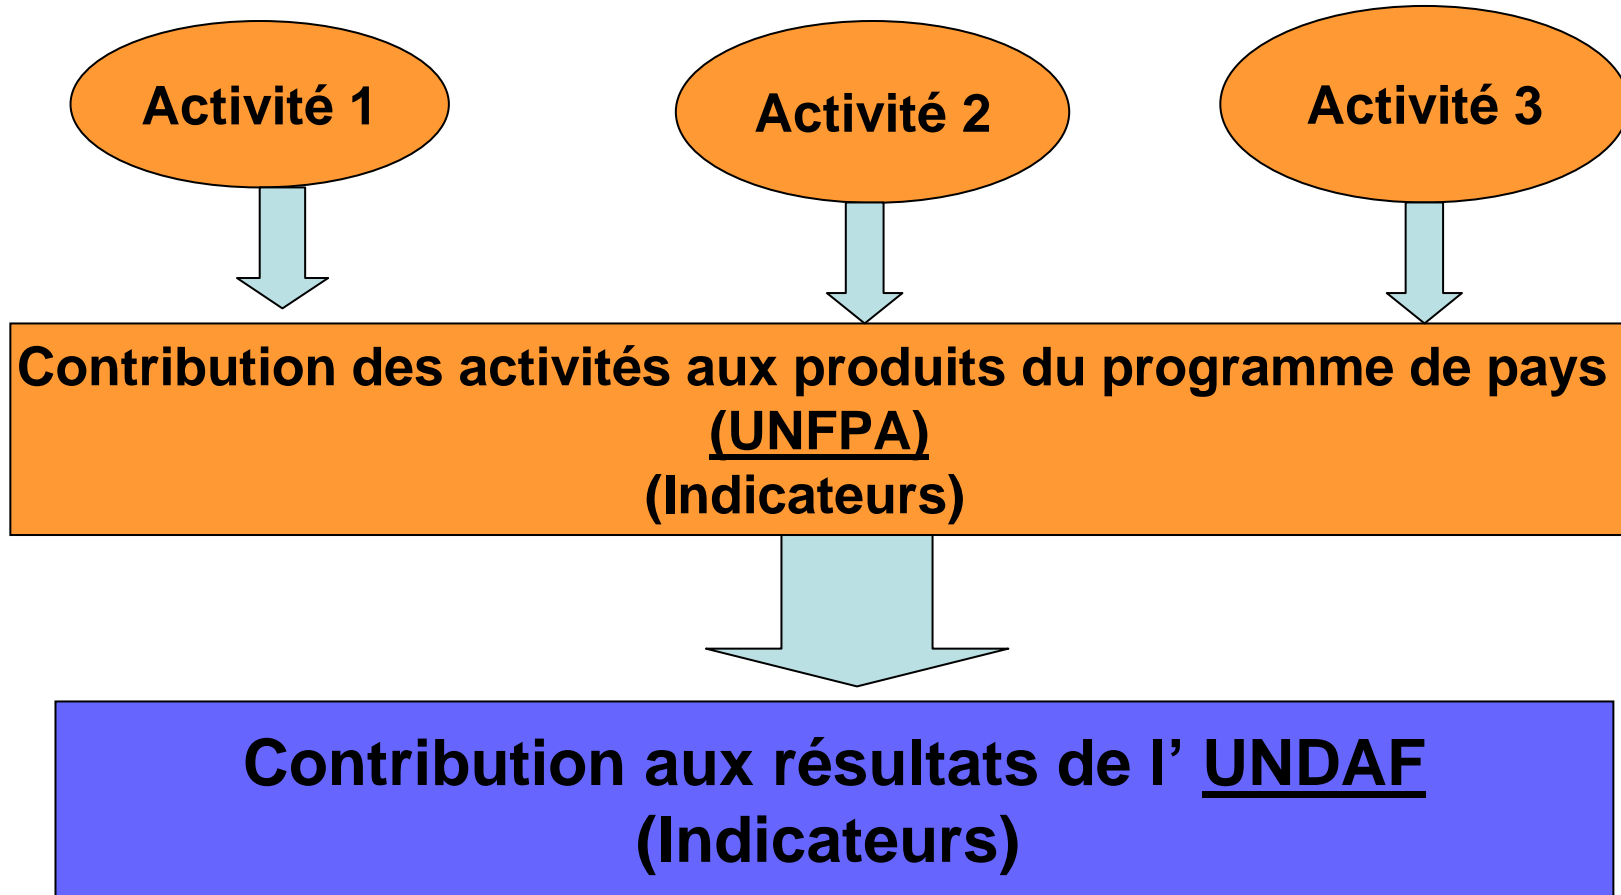 Activité 1
Activité 2
Activité 3
Contribution des activités aux produits du programme de pays
(UNFPA)
(Indicateurs)
Contribution aux résultats de l’ UNDAF
(Indicateurs)